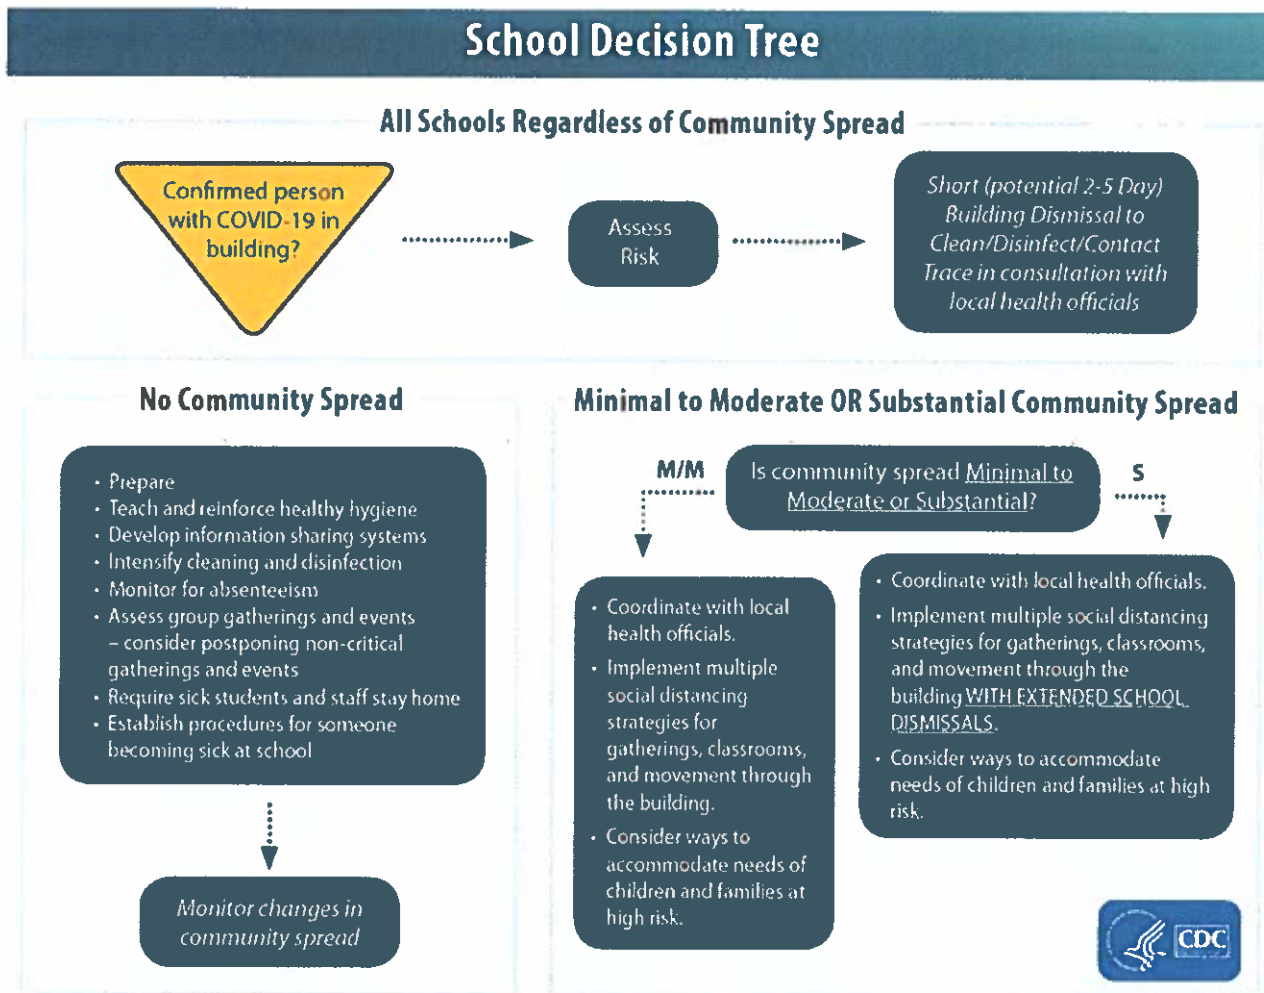 School Decision Tree
All Schools Regardless of Community Spread
Confirmed person
with COVID-19 in
building?
Assess
Risk
Short (potential 2-5 Day)
Building Dismissal to
Clean/Disinfect/Contact
Trace in consultation with
local health officials
No Community Spread
• Prepare
• Teach and reinforce healthy hygiene
• Develop information sharing systems
• Intensify cleaning and disinfection
• Monitor for absenteeism
• Assess group gatherings and events
– consider postponing non-critical
gatherings and events
• Require sick students and staff stay home
• Establish procedures for someone
becoming sick at school
Monitor changes in
community spread
Minimal to Moderate OR Substantial Community Spread
M/M
Is community spread Minimal to
Moderate or Substantial?
S
• Coordinate with local
health officials.
• Implement multiple
social distancing
strategies for
gatherings, classrooms,
and movement through
the building.
• Consider ways to
accommodate needs of
children and families at
high risk.
• Coordinate with local health officials.
• Implement multiple social distancing
strategies for gatherings, classrooms,
and movement through the
building WITH EXTENDED SCHOOL
DISMISSALS.
• Consider ways to accommodate
needs of children and families at high
risk.
CDC